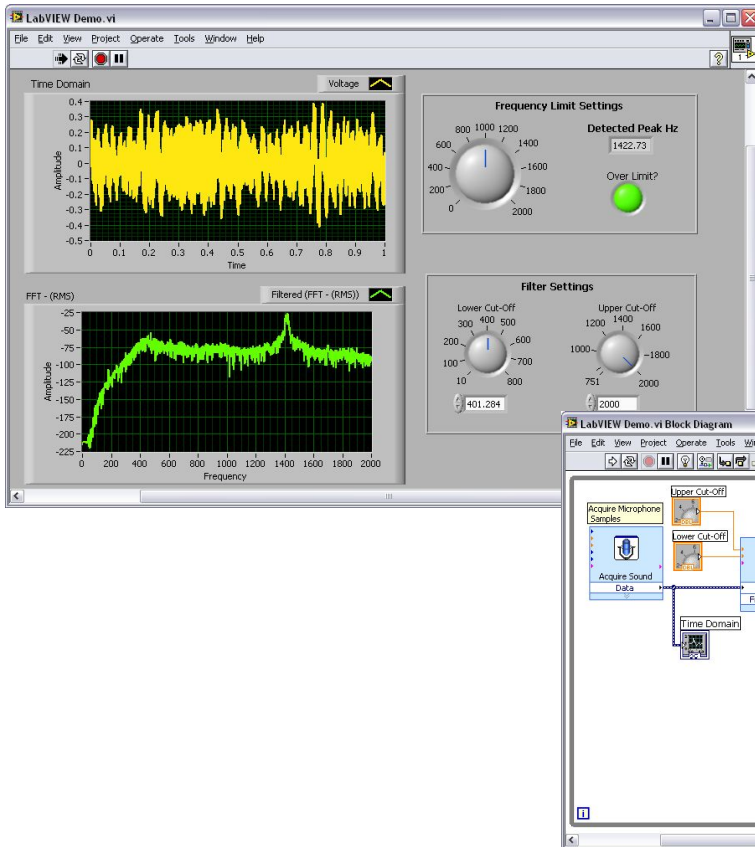 LabVIEW Demo.vi
File Edit View Project Operate Tools Window Help
Time Domain
Voltage
0.4
0.3
0.2
0.1
0
-0.1
-0.2
-0.3
-0.4
-0.5
Amplitude
0 0.1 0.2 0.3 0.4 0.5 0.6 0.7 0.8 0.9 1
Time
FFT - (RMS)
Filtered (FFT - (RMS))
-25
-50
-75
-100
-125
-150
-175
-200
-225
Amplitude
0 200 400 600 800 1000 1200 1400 1600 1800 2000
Frequency
Frequency Limit Settings
0 200 400 600 800 1000 1200 1400 1600 1800 2000
Detected Peak Hz
1422.73
Over Limit?
Filter Settings
Lower Cut-Off
10 100 200 300 400 500 600 700 800
401.284
Upper Cut-Off
751 1000 1200 1400 1600 1800 2000
2000
LabVIEW Demo.vi Block Diagram
File Edit View Project Operate Tools
Upper Cut-Off
Acquire Microphone
Samples
Lower Cut-Off
Acquire Sound
Data
Time Domain
i